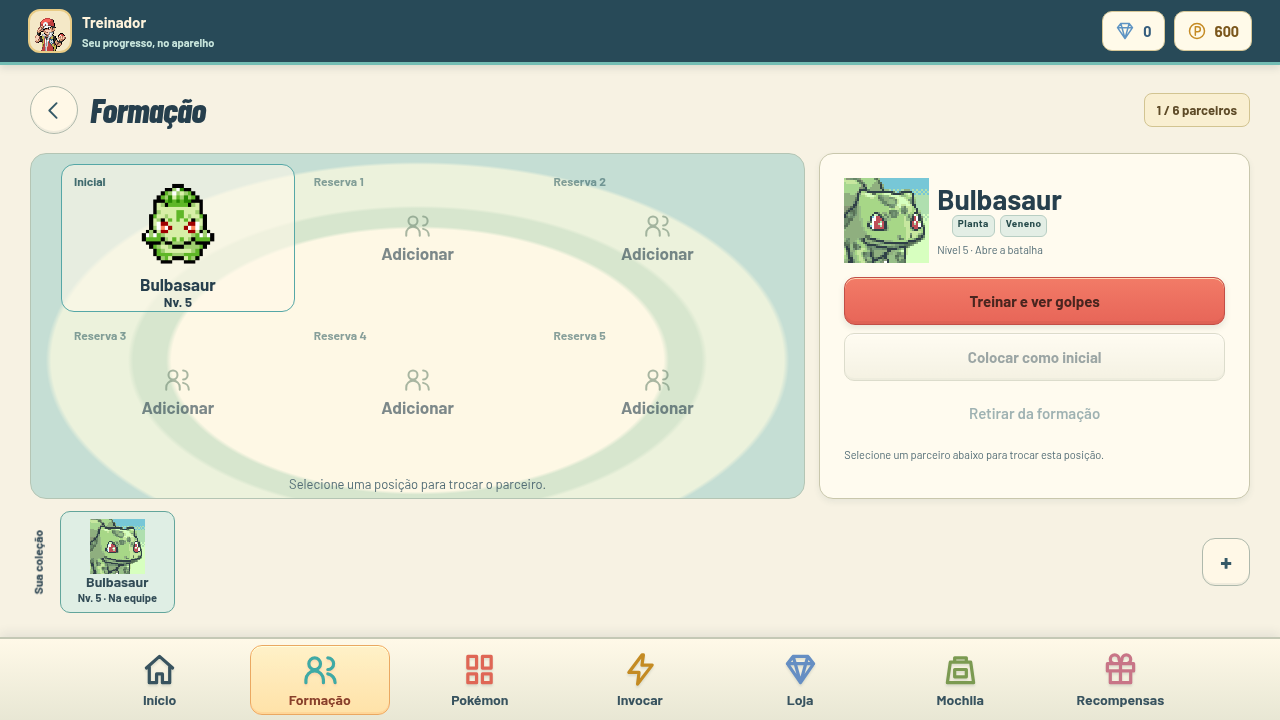 Treinador
Seu progresso, no aparelho
0
600
Formação
1 / 6 parceiros
Inicial
Bulbasaur
Nv. 5
Reserva 1
Adicionar
Reserva 2
Adicionar
Reserva 3
Adicionar
Reserva 4
Adicionar
Reserva 5
Adicionar
Selecione uma posição para trocar o parceiro.
Bulbasaur
Planta Veneno
Nível 5 · Abre a batalha
Treinar e ver golpes
Colocar como inicial
Retirar da formação
Selecione um parceiro abaixo para trocar esta posição.
Sua coleção
Bulbasaur
Nv. 5 · Na equipe
+
Início
Formação
Pokémon
Invocar
Loja
Mochila
Recompensas